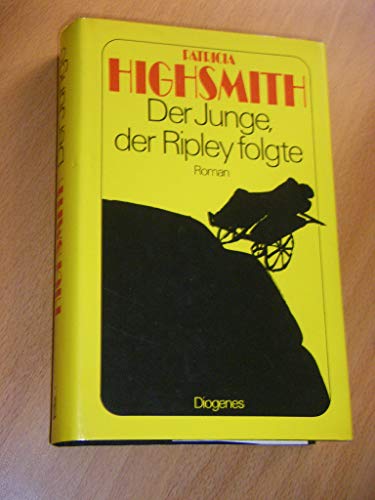 PATRICIA
HIGHSMITH
Der Junge,
der Ripley folgte
Roman
Diogenes